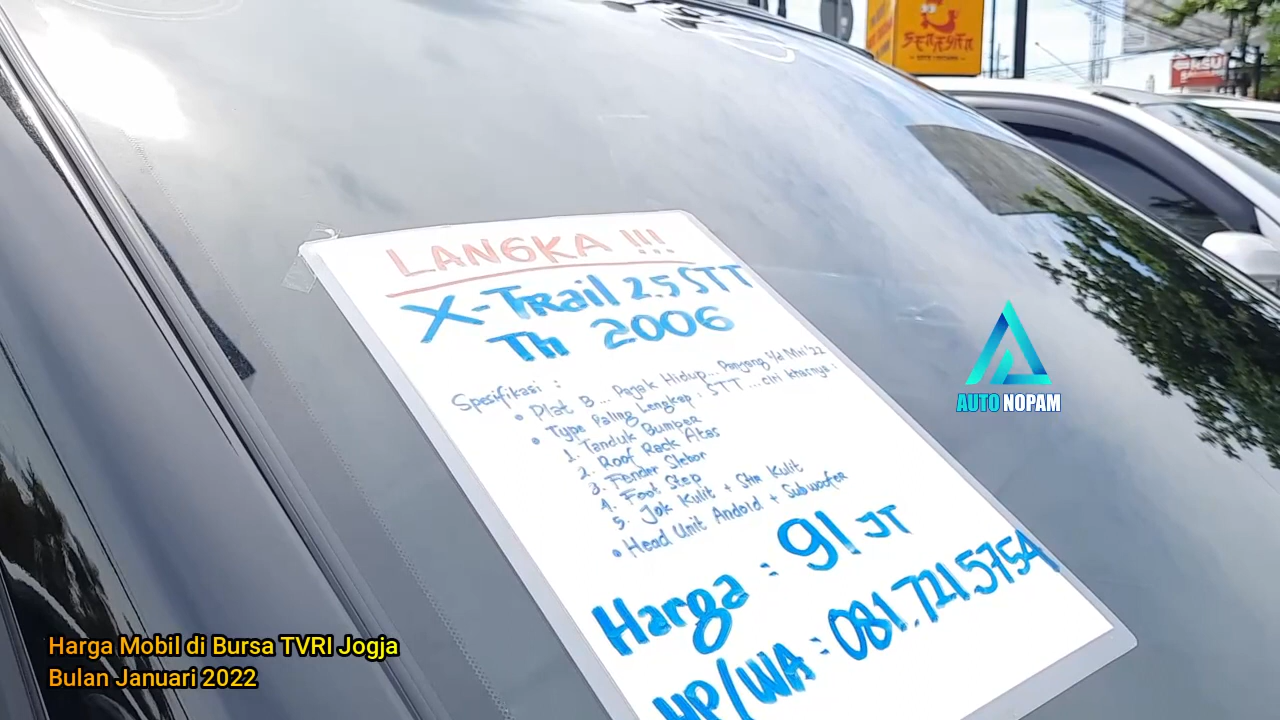 LANGKA !!!
X-Trail 2.5 STT
Th 2006
Spesifikasi :
• Plat B ... Pajak Hidup... Panjang s/d Mei '22
• Type Paling Lengkap, STT ... ciri khasnya :
1. Tanduk Bumper
2. Roof Rack Atas
3. Fender Slebor
4. Foot Step
5. Jok Kulit + Stir Kulit
• Head Unit Android + Subwoofer
Harga : 91 JT
HP/WA : 081.721.5754
AUTO NOPAM
Harga Mobil di Bursa TVRI Jogja
Bulan Januari 2022